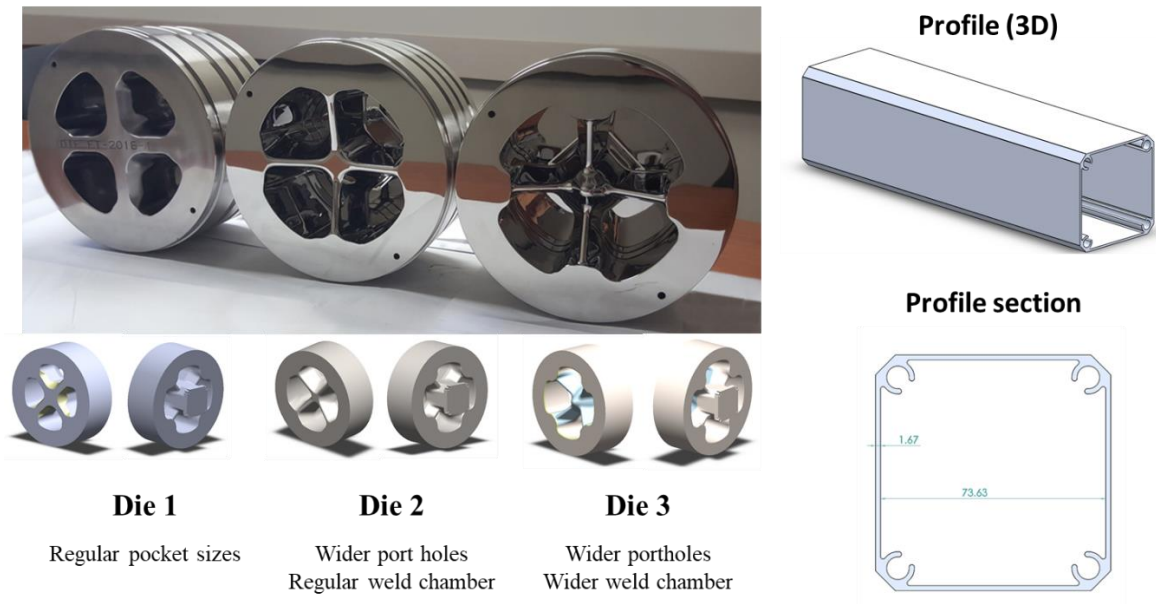 Profile (3D)
Profile section
1.67
73.63
Die 1
Die 2
Die 3
Regular pocket sizes
Wider port holes
Regular weld chamber
Wider portholes
Wider weld chamber